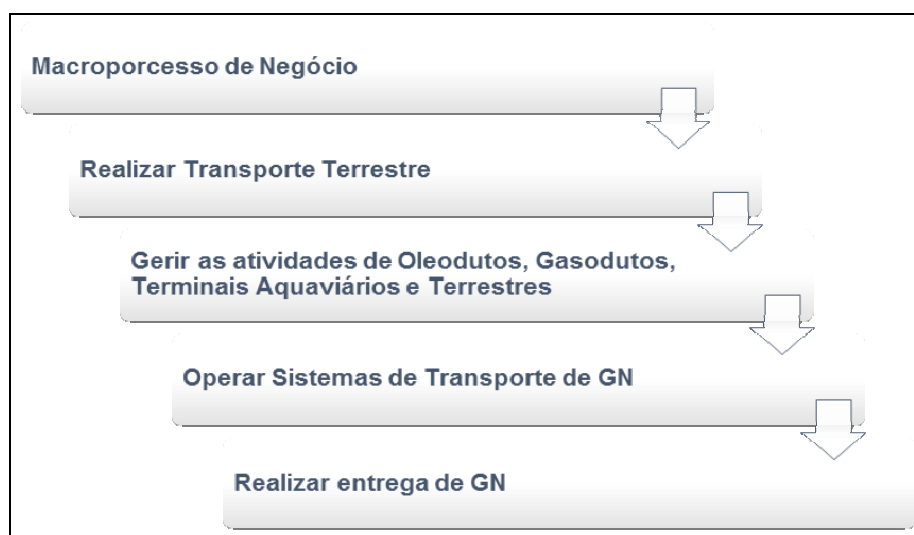 Macroporcesso de Negócio
Realizar Transporte Terrestre
Gerir as atividades de Oleodutos, Gasodutos,
Terminais Aquaviários e Terrestres
Operar Sistemas de Transporte de GN
Realizar entrega de GN